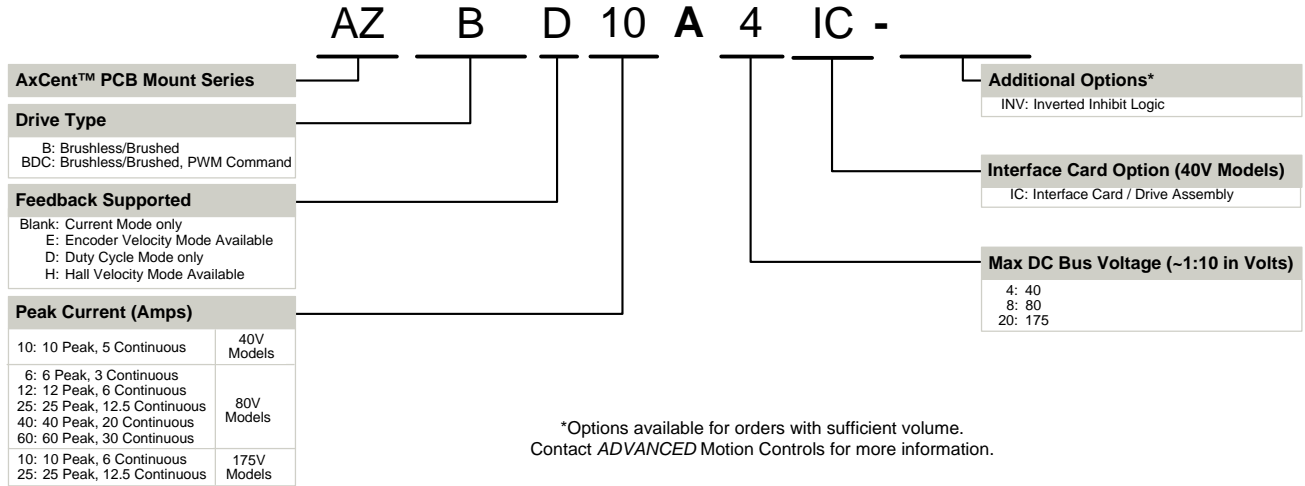 AZ B D 10 A 4 IC -
AxCent™ PCB Mount Series
Drive Type
B: Brushless/Brushed
BDC: Brushless/Brushed, PWM Command
Feedback Supported
Blank: Current Mode only
E: Encoder Velocity Mode Available
D: Duty Cycle Mode only
H: Hall Velocity Mode Available
Peak Current (Amps)
10: 10 Peak, 5 Continuous
40V
Models
6: 6 Peak, 3 Continuous
12: 12 Peak, 6 Continuous
25: 25 Peak, 12.5 Continuous
40: 40 Peak, 20 Continuous
60: 60 Peak, 30 Continuous
80V
Models
10: 10 Peak, 6 Continuous
25: 25 Peak, 12.5 Continuous
175V
Models
Additional Options*
INV: Inverted Inhibit Logic
Interface Card Option (40V Models)
IC: Interface Card / Drive Assembly
Max DC Bus Voltage (~1:10 in Volts)
4: 40
8: 80
20: 175
*Options available for orders with sufficient volume.
Contact ADVANCED Motion Controls for more information.